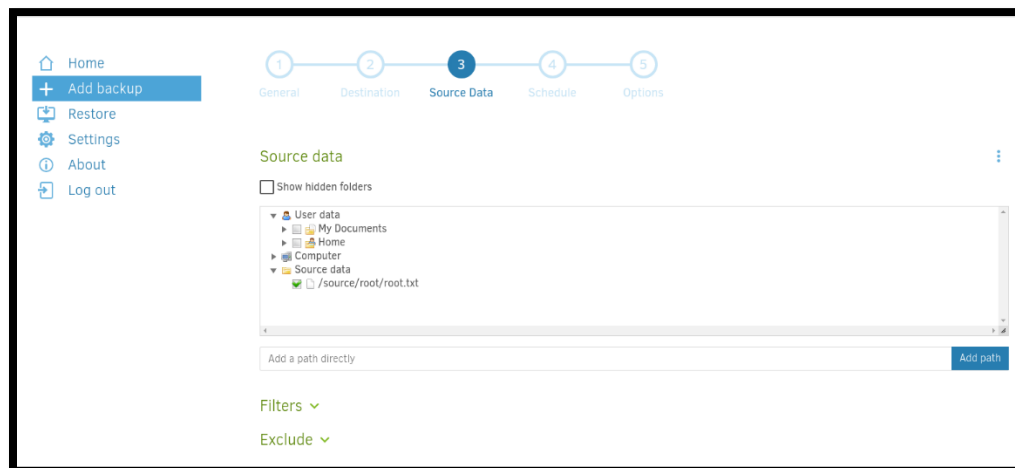 Home
Add backup
Restore
Settings
About
Log out
1 2 3 4 5
General Destination Source Data Schedule Options
Source data
Show hidden folders
User data
My Documents
Home
Computer
Source data
/source/root/root.txt
Add a path directly
Add path
Filters
Exclude